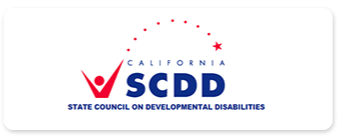 CALIFORNIA
SCDD
STATE COUNCIL ON DEVELOPMENTAL DISABILITIES